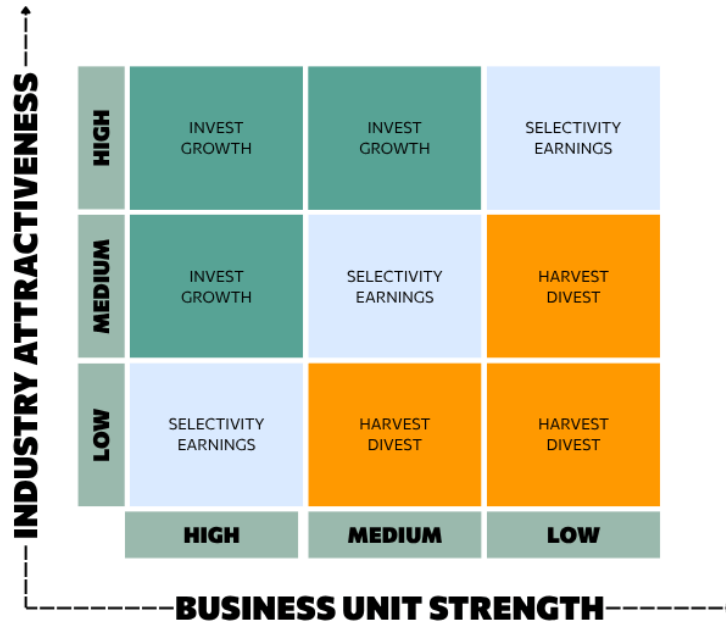 INDUSTRY ATTRACTIVENESS
HIGH
INVEST
GROWTH
INVEST
GROWTH
SELECTIVITY
EARNINGS
MEDIUM
INVEST
GROWTH
SELECTIVITY
EARNINGS
HARVEST
DIVEST
LOW
SELECTIVITY
EARNINGS
HARVEST
DIVEST
HARVEST
DIVEST
HIGH
MEDIUM
LOW
BUSINESS UNIT STRENGTH